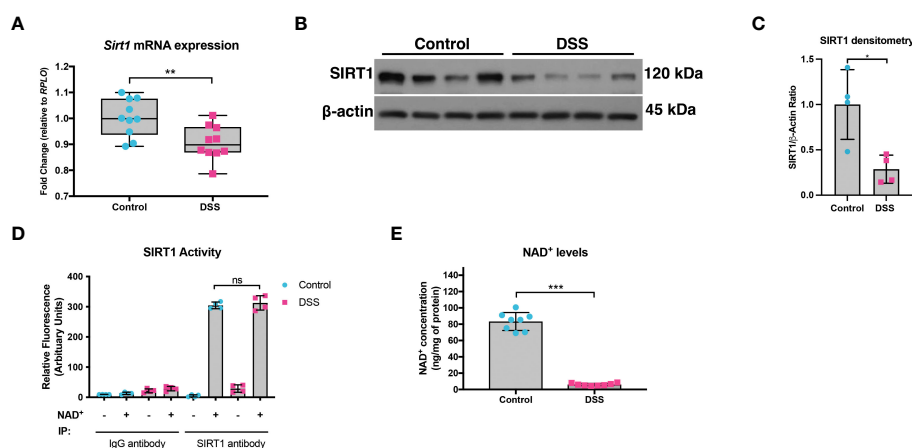 A
Sirt1 mRNA expression
**
Fold Change (relative to RPLO)
1.2
1.1
1.0
0.9
0.8
0.7
Control
DSS
B
Control
DSS
SIRT1
120 kDa
β-actin
45 kDa
C
SIRT1 densitometry
*
SIRT1/β-Actin Ratio
1.5
1.0
0.5
0.0
Control
DSS
D
SIRT1 Activity
ns
Control
DSS
Relative Fluorescence
(Arbituary Units)
400
300
200
100
0
NAD+
- + - + - + - +
IP:
IgG antibody
SIRT1 antibody
E
NAD+ levels
***
NAD+ concentration
(ng/mg of protein)
140
120
100
80
60
40
20
0
Control
DSS